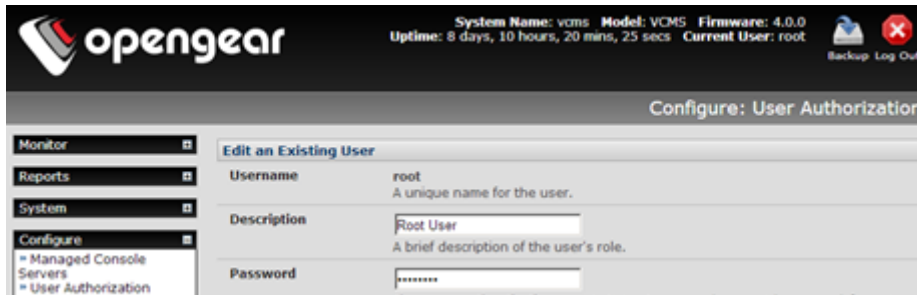 opengear
System Name: vcms Model: VCMS Firmware: 4.0.0
Uptime: 8 days, 10 hours, 20 mins, 25 secs Current User: root
Backup Log Ou
Configure: User Authorization
Monitor
Reports
System
Configure
Managed Console
Servers
User Authorization
Edit an Existing User
Username root
A unique name for the user.
Description Root User
A brief description of the user's role.
Password ••••••••